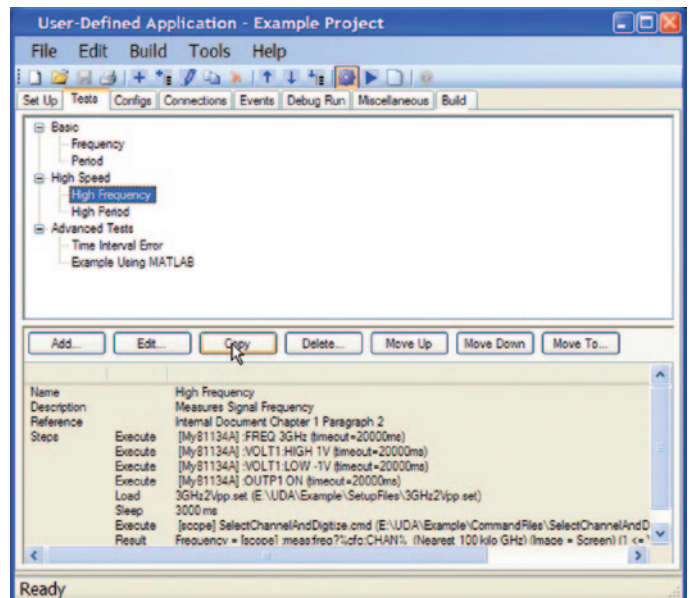 User-Defined Application - Example Project
File Edit Build Tools Help
Set Up Tests Configs Connections Events Debug Run Miscellaneous Build
Basic
Frequency
Period
High Speed
High Frequency
High Period
Advanced Tests
Time Interval Error
Example Using MATLAB
Add... Edit... Copy Delete... Move Up Move Down Move To...
Name High Frequency
Description Measures Signal Frequency
Reference Internal Document Chapter 1 Paragraph 2
Steps Execute [My81134A] :FREQ 3GHz (timeout=20000ms)
Execute [My81134A] :VOLT1:HIGH 1V (timeout=20000ms)
Execute [My81134A] :VOLT1:LOW -1V (timeout=20000ms)
Execute [My81134A] :OUTP1 ON (timeout=20000ms)
Load 3GHz2Vpp.set (E:\UDA\Example\SetupFiles\3GHz2Vpp.set)
Sleep 3000 ms
Execute [scope] SelectChannelAndDigitize.cmd (E:\UDA\Example\CommandFiles\SelectChannelAndD
Result Frequency = [scope] :meas:freq?%cfg:CHAN% (Nearest 100 kilo GHz) (Image = Screen) (1 <=
Ready